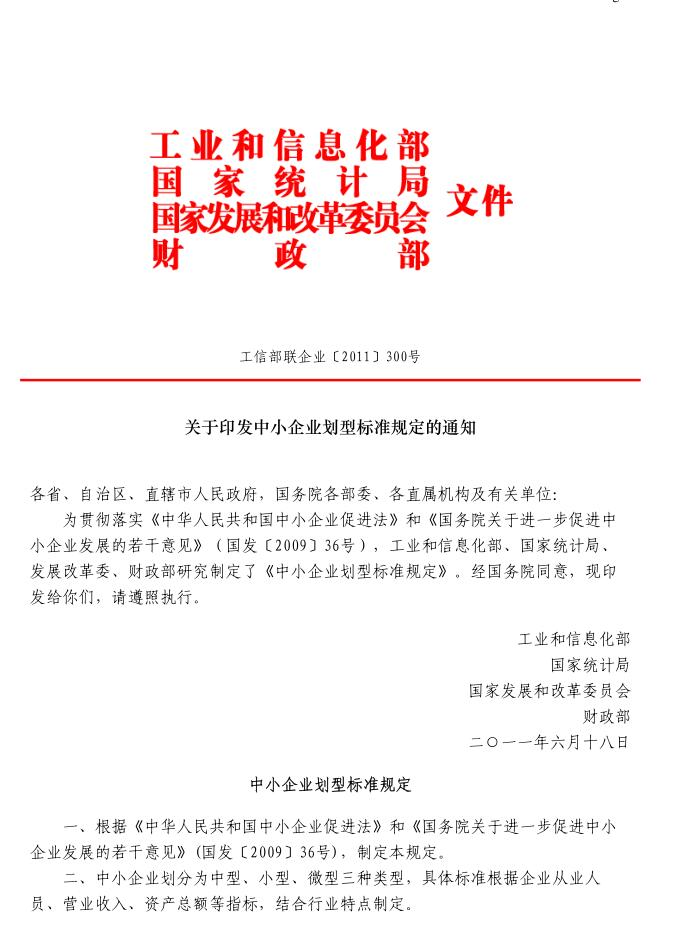 工业和信息化部
国家统计局
国家发展和改革委员会
财政部
文件
工信部联企业〔2011〕300号
关于印发中小企业划型标准规定的通知
各省、自治区、直辖市人民政府，国务院各部委、各直属机构及有关单位：
为贯彻落实《中华人民共和国中小企业促进法》和《国务院关于进一步促进中
小企业发展的若干意见》（国发〔2009〕36号），工业和信息化部、国家统计局、
发展改革委、财政部研究制定了《中小企业划型标准规定》。经国务院同意，现印
发给你们，请遵照执行。
工业和信息化部
国家统计局
国家发展和改革委员会
财政部
二〇一一年六月十八日
中小企业划型标准规定
一、根据《中华人民共和国中小企业促进法》和《国务院关于进一步促进中小
企业发展的若干意见》(国发〔2009〕36号)，制定本规定。
二、中小企业划分为中型、小型、微型三种类型，具体标准根据企业从业人
员、营业收入、资产总额等指标，结合行业特点制定。